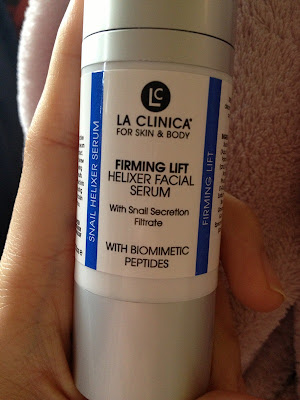 LC
LA CLINICA®
FOR SKIN & BODY
FIRMING LIFT
HELIXER FACIAL
SERUM
With Snail Secretion
Filtrate
WITH BIOMIMETIC
PEPTIDES
SNAIL HELIXER SERUM
FIRMING LIFT